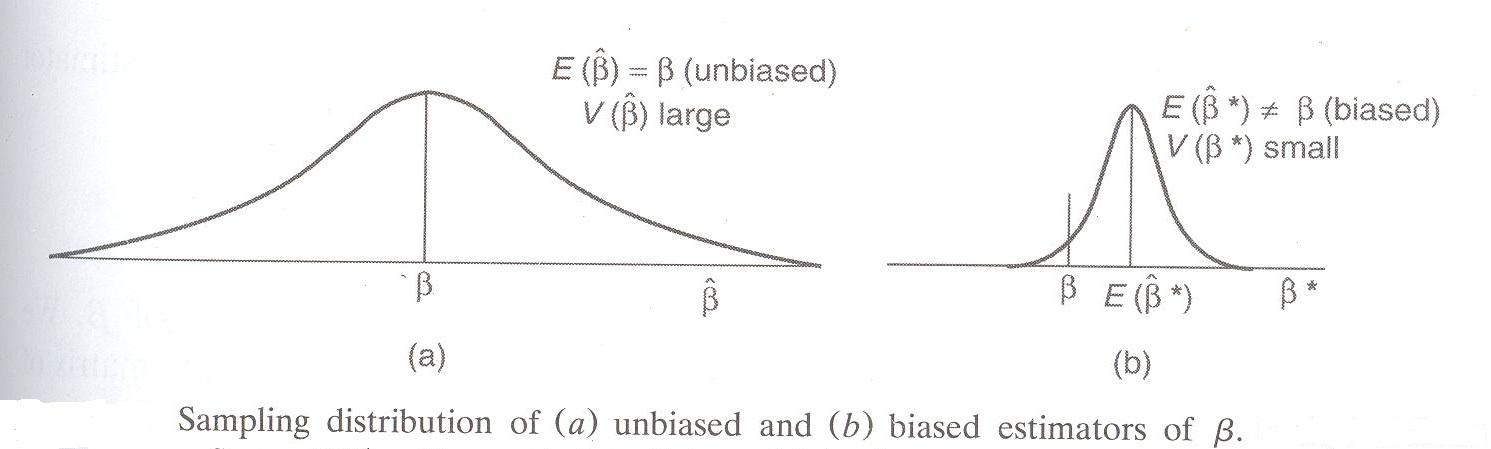 E (β̂) = β (unbiased)
V (β̂) large
β
β̂
(a)
E (β̂ *) ≠ β (biased)
V (β *) small
β
E (β̂ *)
β *
(b)
Sampling distribution of (a) unbiased and (b) biased estimators of β.